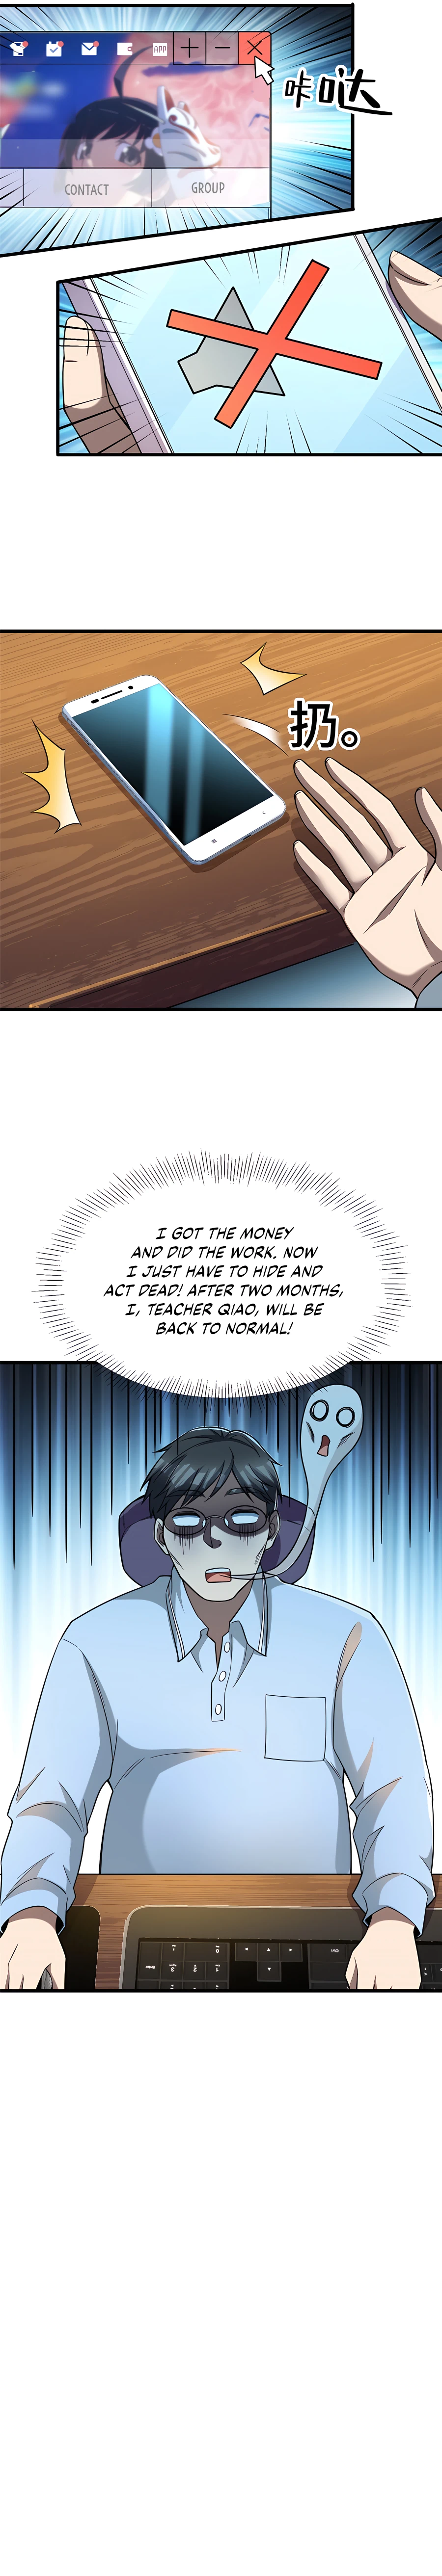 APP
咔哒
CONTACT
GROUP
扔。
I GOT THE MONEY
AND DID THE WORK. NOW
I JUST HAVE TO HIDE AND
ACT DEAD! AFTER TWO MONTHS,
I, TEACHER QIAO, WILL BE
BACK TO NORMAL!